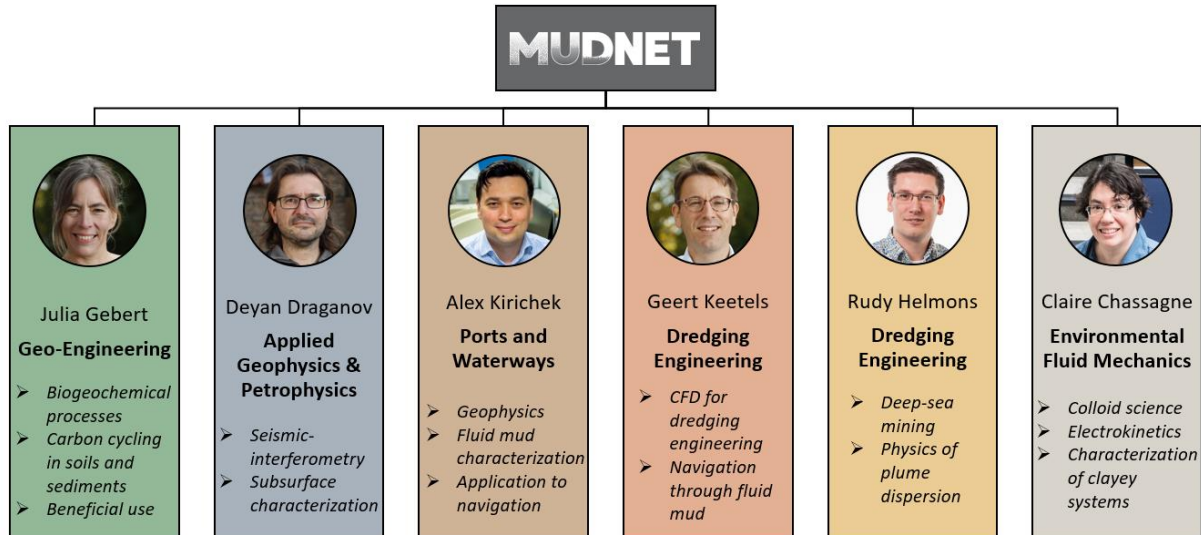 MUDNET
Julia Gebert
Geo-Engineering
➢ Biogeochemical
processes
➢ Carbon cycling
in soils and
sediments
➢ Beneficial use
Deyan Draganov
Applied
Geophysics &
Petrophysics
➢ Seismic-
interferometry
➢ Subsurface
characterization
Alex Kirichek
Ports and
Waterways
➢ Geophysics
➢ Fluid mud
characterization
➢ Application to
navigation
Geert Keetels
Dredging
Engineering
➢ CFD for
dredging
engineering
➢ Navigation
through fluid
mud
Rudy Helmons
Dredging
Engineering
➢ Deep-sea
mining
➢ Physics of
plume
dispersion
Claire Chassagne
Environmental
Fluid Mechanics
➢ Colloid science
➢ Electrokinetics
➢ Characterization
of clayey
systems